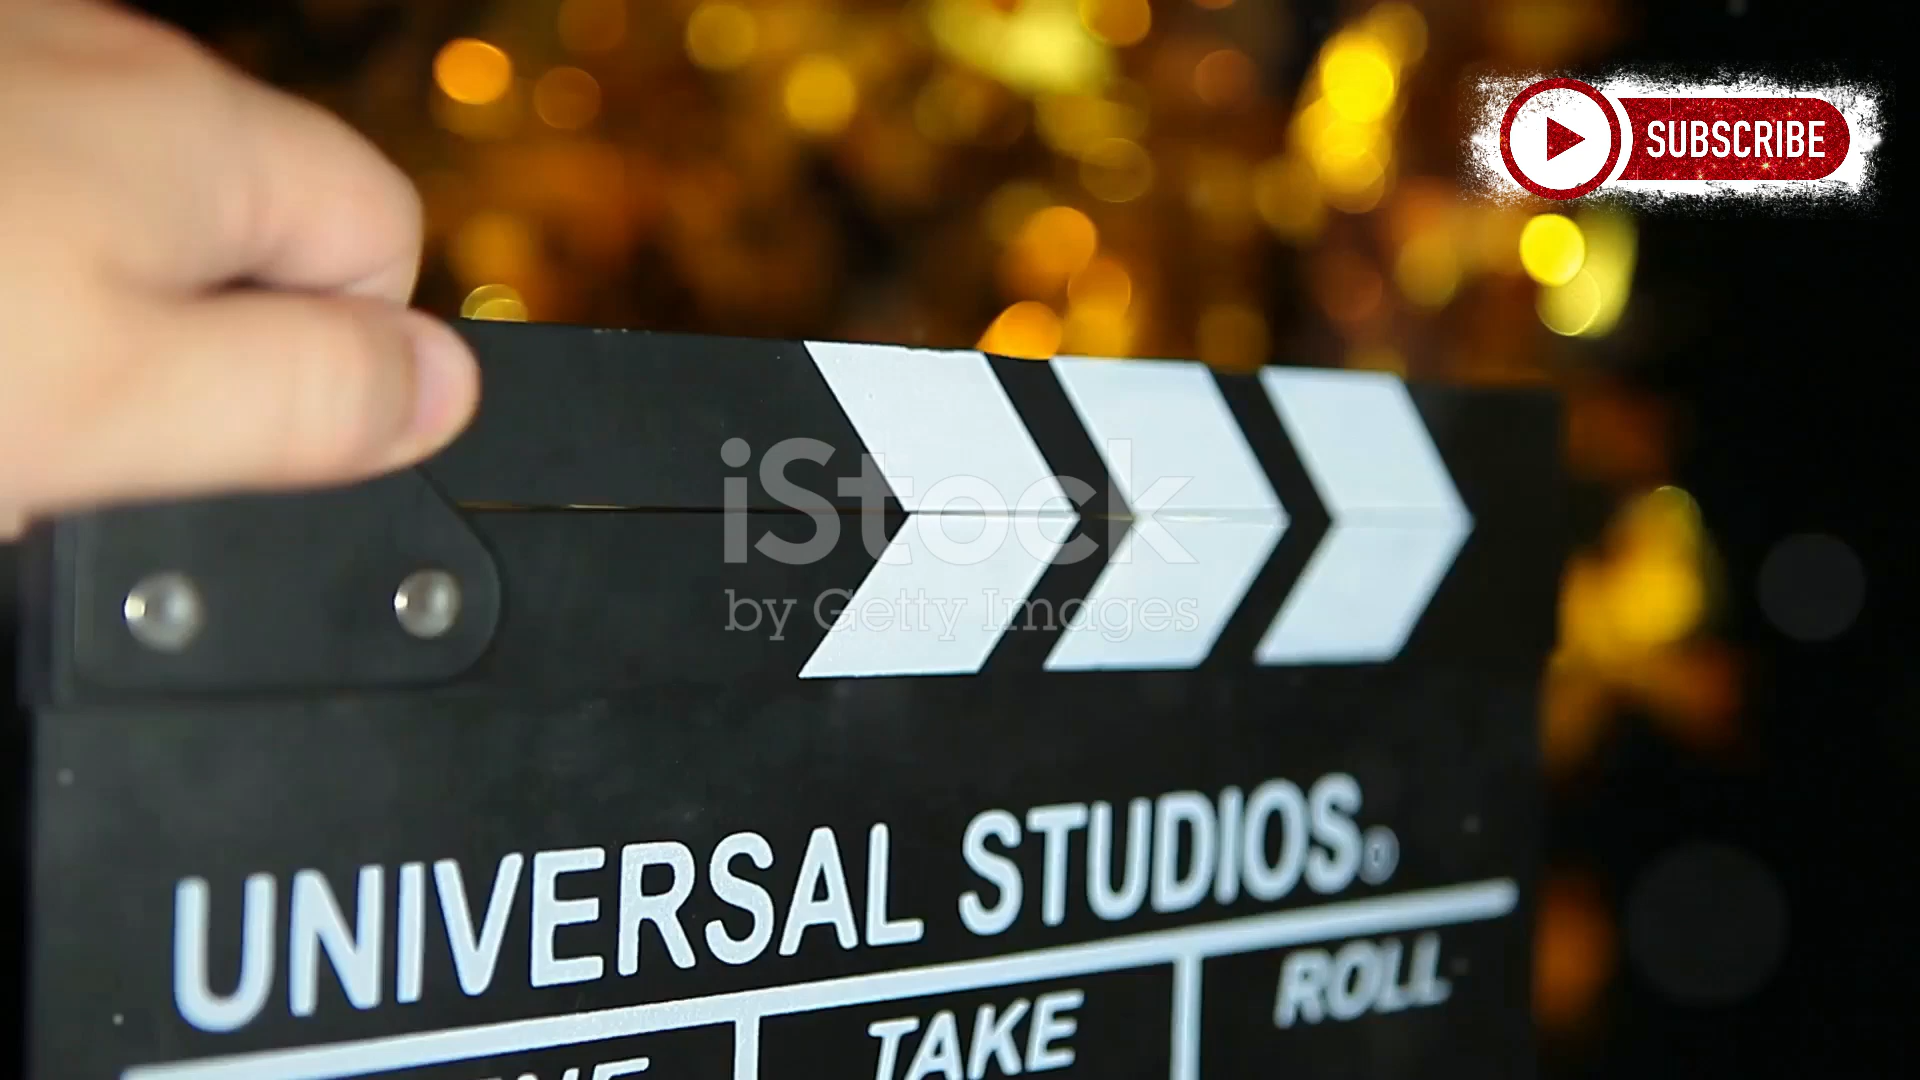 SUBSCRIBE
iStock
by Getty Images
UNIVERSAL STUDIOS
TAKE
ROLL